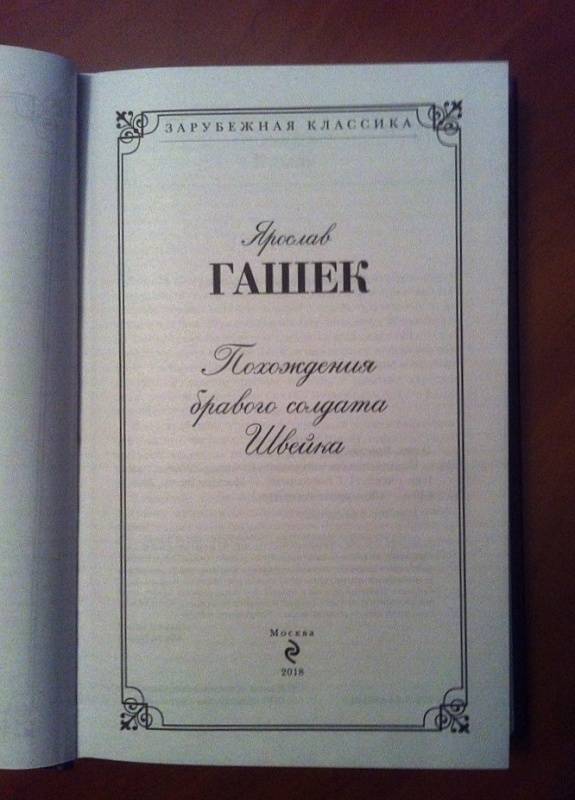 ЗАРУБЕЖНАЯ КЛАССИКА
Ярослав
ГАШЕК
Похождения
бравого солдата
Швейка
Москва
2018